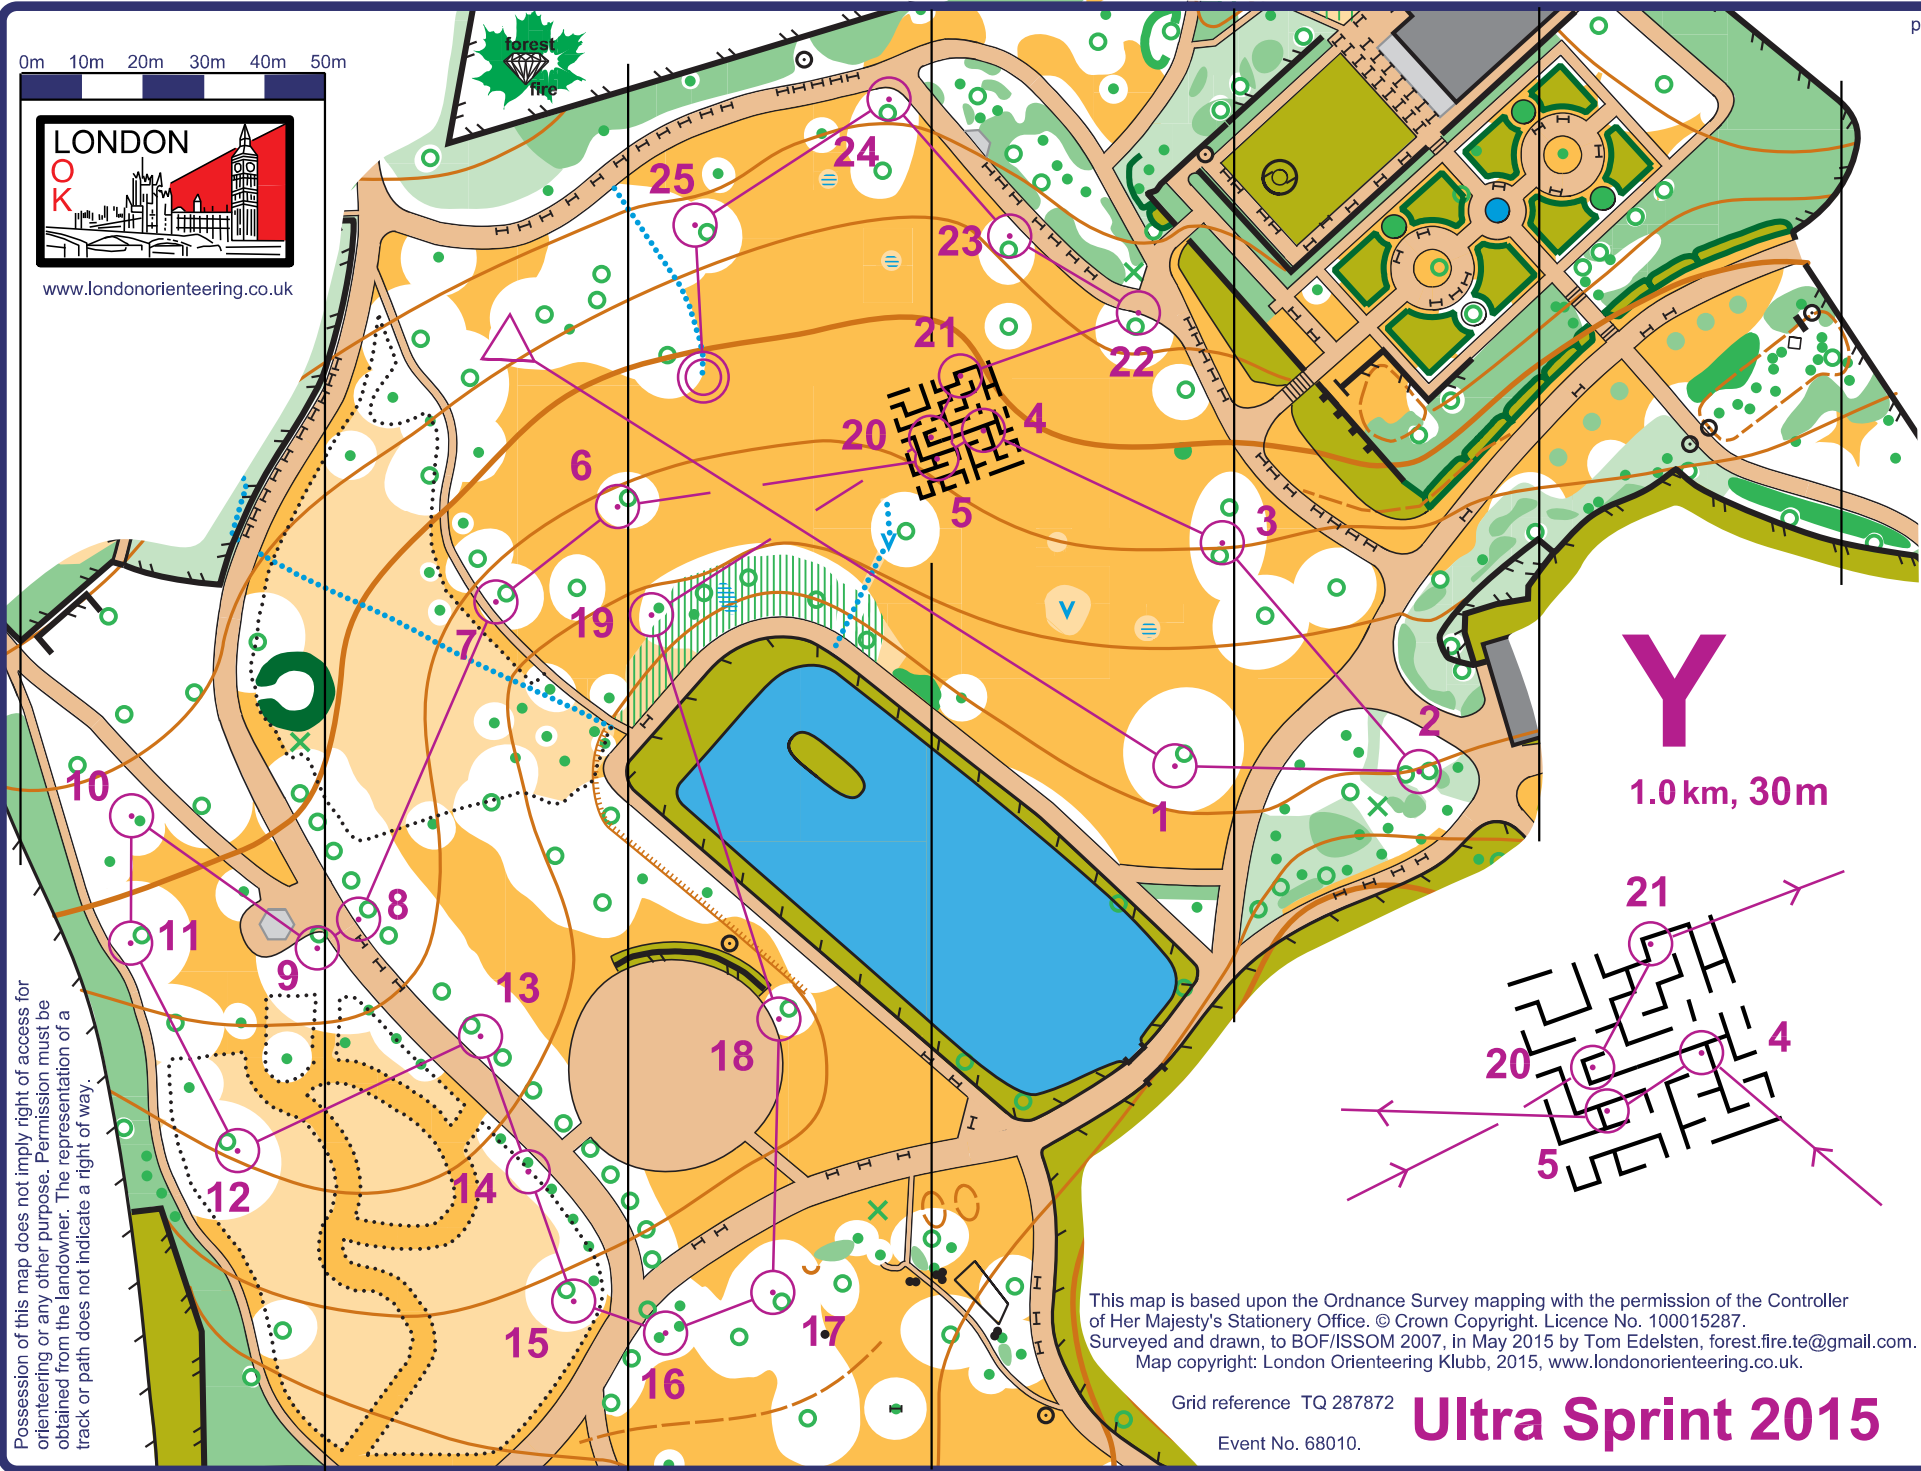 0m 10m 20m 30m 40m 50m
forest
fire
LONDON
O
K
www.londonorienteering.co.uk
24
25
23
21
22
20
4
6
5
3
19
7
2
10
1
8
11
9
13
18
12
14
15
17
16
Y
1.0 km, 30m
21
20
4
5
Possession of this map does not imply right of access for
orienteering or any other purpose. Permission must be
obtained from the landowner. The representation of a
track or path does not indicate a right of way.
This map is based upon the Ordnance Survey mapping with the permission of the Controller
of Her Majesty's Stationery Office. © Crown Copyright. Licence No. 100015287.
Surveyed and drawn, to BOF/ISSOM 2007, in May 2015 by Tom Edelsten, forest.fire.te@gmail.com.
Map copyright: London Orienteering Klubb, 2015, www.londonorienteering.co.uk.
Grid reference TQ 287872
Ultra Sprint 2015
Event No. 68010.